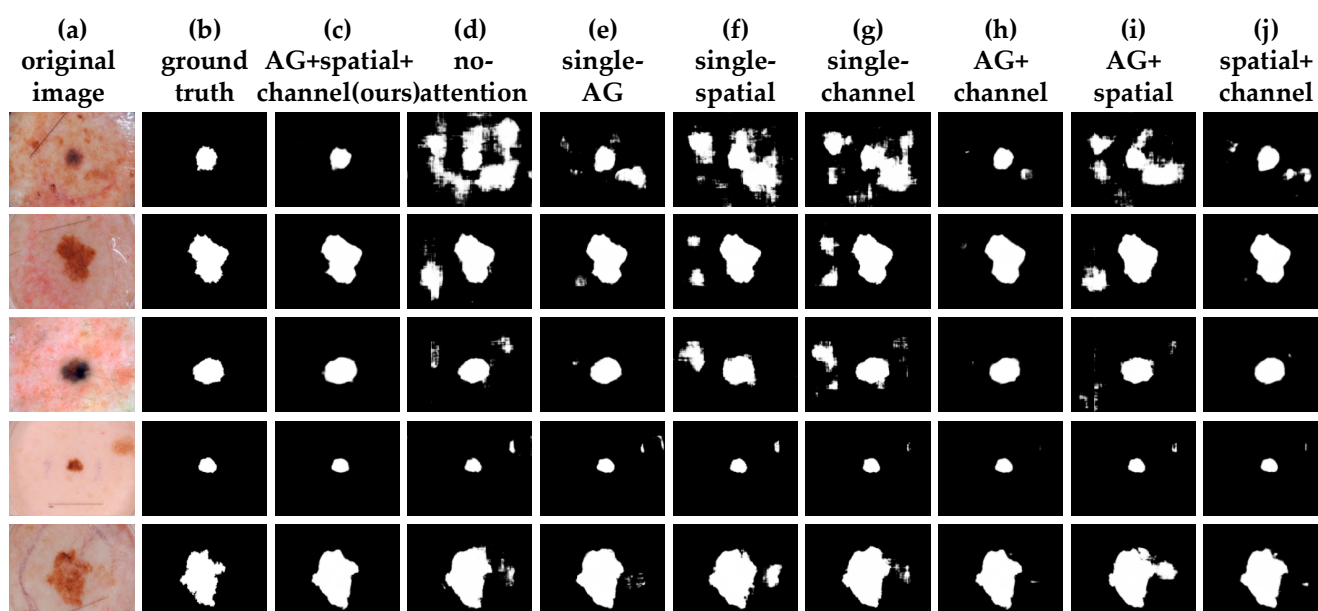 (a) (b) (c) (d) (e) (f) (g) (h) (i) (j)
original ground AG+spatial+ no- single- single- single- AG+ AG+ spatial+
image truth channel(ours) attention AG spatial channel channel spatial channel